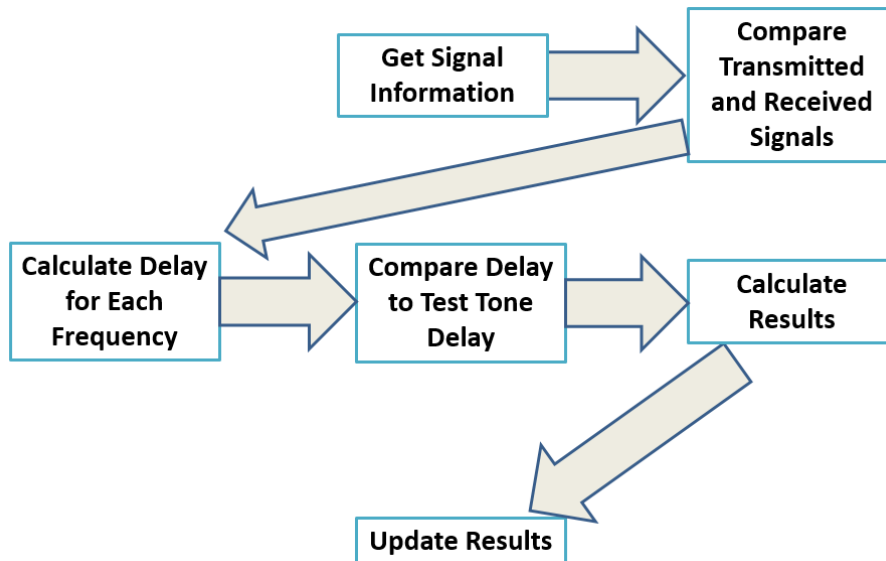 Get Signal
Information
Compare
Transmitted
and Received
Signals
Calculate Delay
for Each
Frequency
Compare Delay
to Test Tone
Delay
Calculate
Results
Update Results